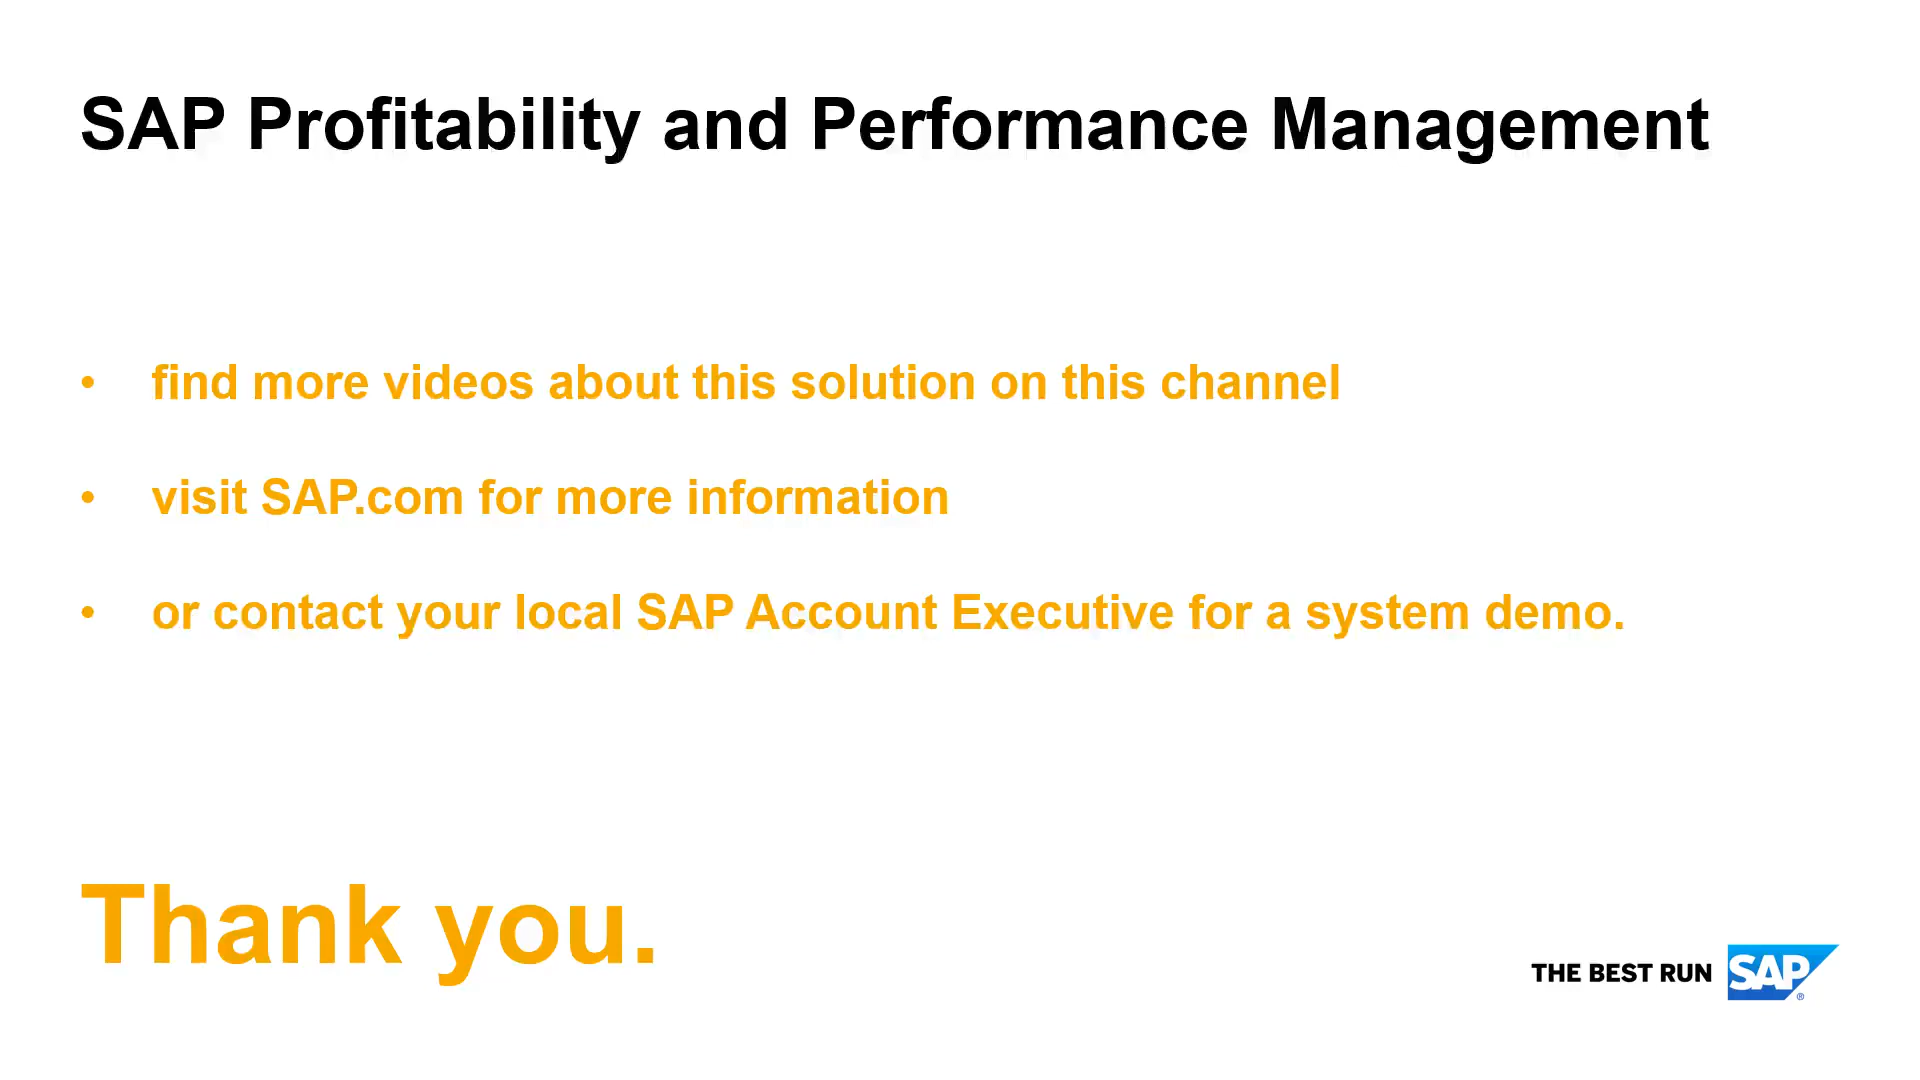 SAP Profitability and Performance Management
• find more videos about this solution on this channel
• visit SAP.com for more information
• or contact your local SAP Account Executive for a system demo.
Thank you.
THE BEST RUN SAP®